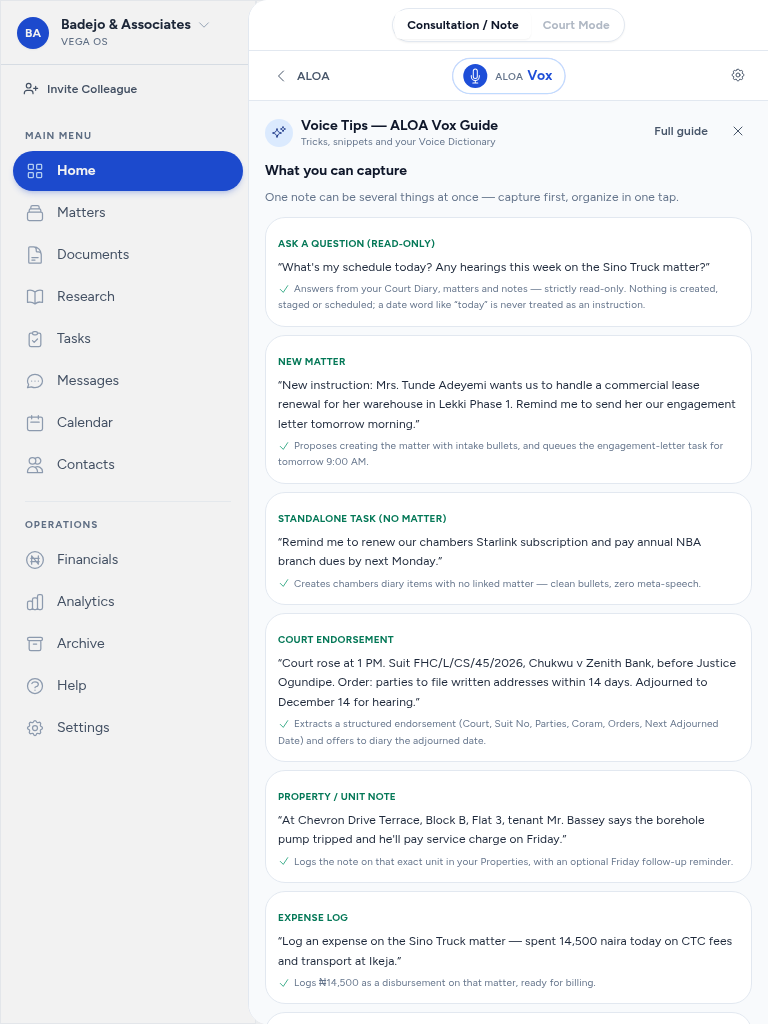 BA
Badejo & Associates
VEGA OS
Invite Colleague
MAIN MENU
Home
Matters
Documents
Research
Tasks
Messages
Calendar
Contacts
OPERATIONS
Financials
Analytics
Archive
Help
Settings
Consultation / Note
Court Mode
ALOA
ALOA Vox
Voice Tips — ALOA Vox Guide
Tricks, snippets and your Voice Dictionary
Full guide
What you can capture
One note can be several things at once — capture first, organize in one tap.
ASK A QUESTION (READ-ONLY)
“What's my schedule today? Any hearings this week on the Sino Truck matter?”
✓ Answers from your Court Diary, matters and notes — strictly read-only. Nothing is created,
staged or scheduled; a date word like “today” is never treated as an instruction.
NEW MATTER
“New instruction: Mrs. Tunde Adeyemi wants us to handle a commercial lease
renewal for her warehouse in Lekki Phase 1. Remind me to send her our engagement
letter tomorrow morning.”
✓ Proposes creating the matter with intake bullets, and queues the engagement-letter task for
tomorrow 9:00 AM.
STANDALONE TASK (NO MATTER)
“Remind me to renew our chambers Starlink subscription and pay annual NBA
branch dues by next Monday.”
✓ Creates chambers diary items with no linked matter — clean bullets, zero meta-speech.
COURT ENDORSEMENT
“Court rose at 1 PM. Suit FHC/L/CS/45/2026, Chukwu v Zenith Bank, before Justice
Ogundipe. Order: parties to file written addresses within 14 days. Adjourned to
December 14 for hearing.”
✓ Extracts a structured endorsement (Court, Suit No, Parties, Coram, Orders, Next Adjourned
Date) and offers to diary the adjourned date.
PROPERTY / UNIT NOTE
“At Chevron Drive Terrace, Block B, Flat 3, tenant Mr. Bassey says the borehole
pump tripped and he'll pay service charge on Friday.”
✓ Logs the note on that exact unit in your Properties, with an optional Friday follow-up reminder.
EXPENSE LOG
“Log an expense on the Sino Truck matter — spent 14,500 naira today on CTC fees
and transport at Ikeja.”
✓ Logs ₦14,500 as a disbursement on that matter, ready for billing.